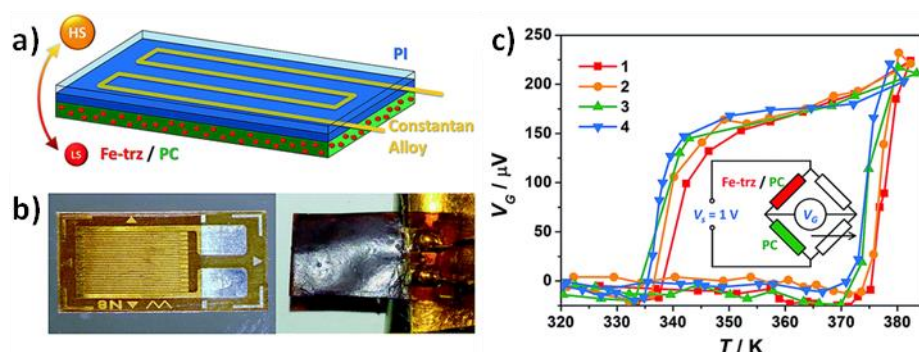 a)
HS
LS
PI
Constantan
Alloy
Fe-trz / PC
b)
c)
V_G / μV
250
200
150
100
50
0
1
2
3
4
Fe-trz / PC
V_s = 1 V
V_G
PC
320
330
340
350
360
370
380
T / K